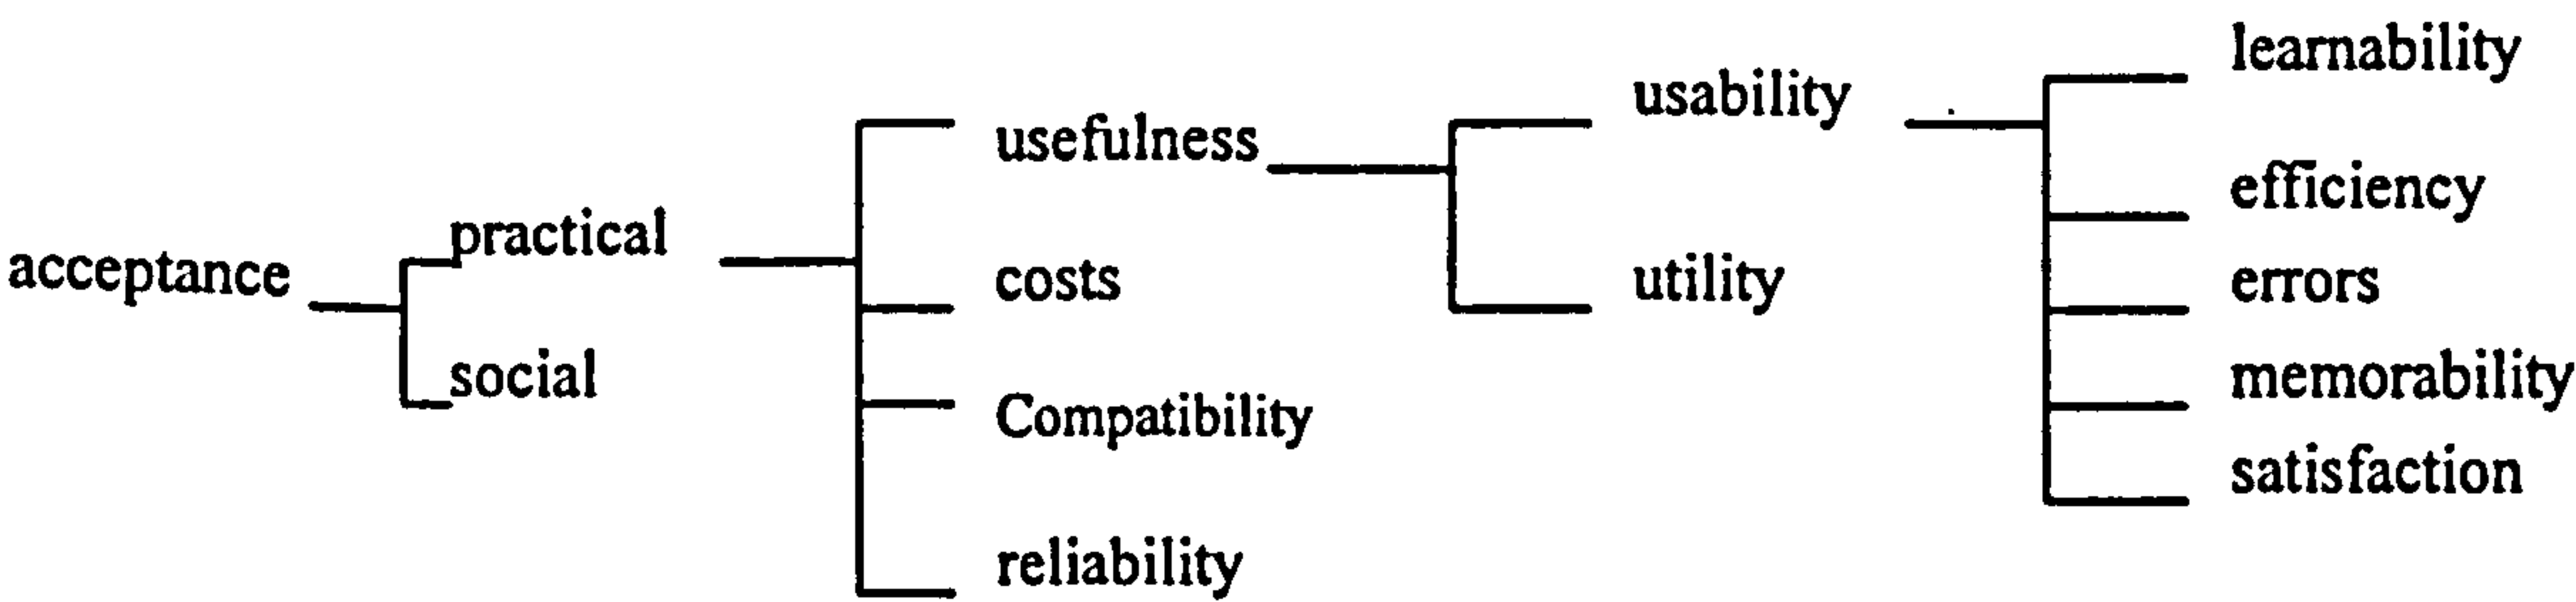 acceptance
practical
social
usefulness
costs
Compatibility
reliability
usability
utility
learnability
efficiency
errors
memorability
satisfaction